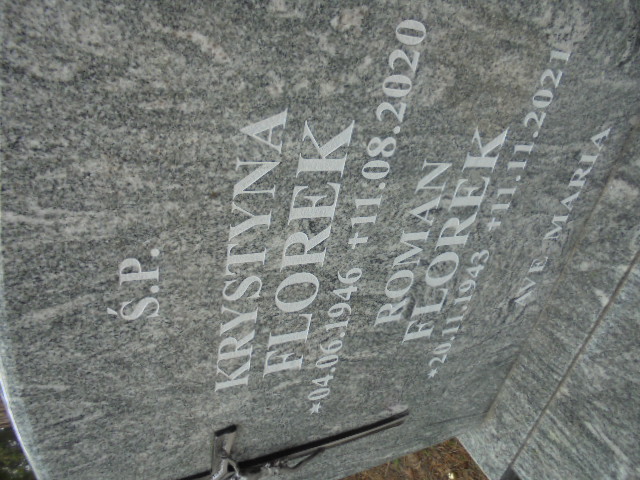 Ś.P.
KRYSTYNA
FLOREK
*04.06.1946 +11.08.2020
ROMAN
FLOREK
*20.11.1943 +11.11.2021
AVE MARIA